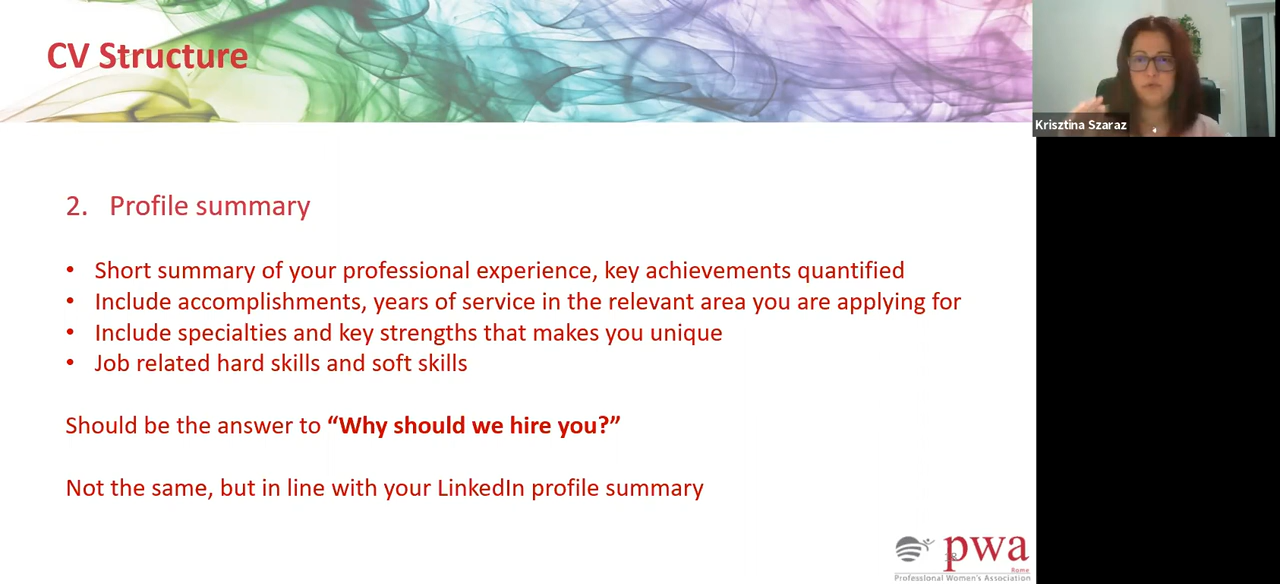 CV Structure
Krisztina Szaraz
2. Profile summary
• Short summary of your professional experience, key achievements quantified
• Include accomplishments, years of service in the relevant area you are applying for
• Include specialties and key strengths that makes you unique
• Job related hard skills and soft skills
Should be the answer to “Why should we hire you?”
Not the same, but in line with your LinkedIn profile summary
pwa
Rome
Professional Women's Association